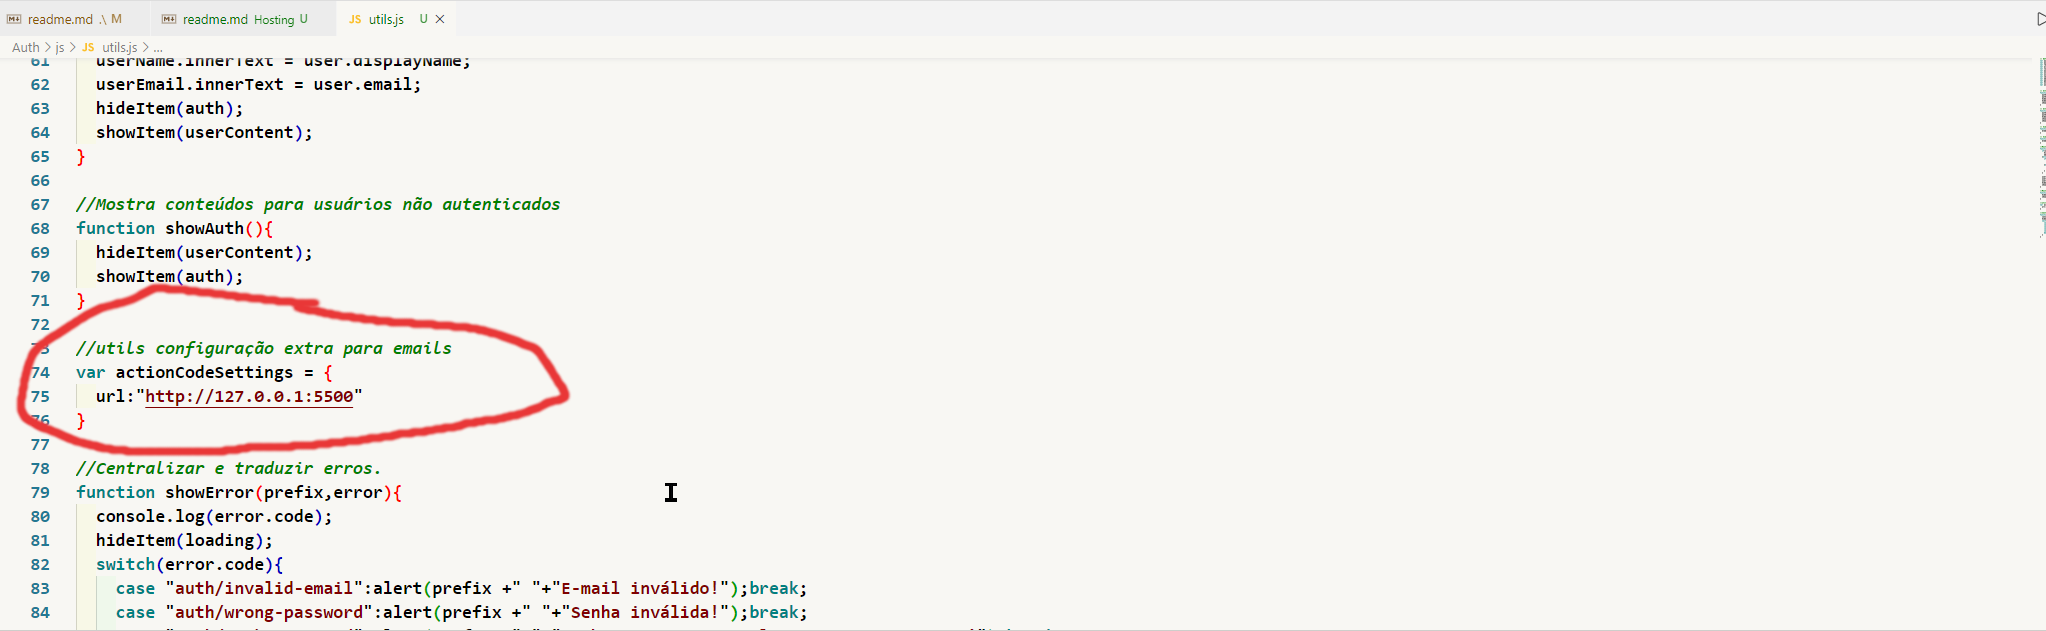 readme.md .\ M
readme.md Hosting U
JS utils.js U
Auth > js > JS utils.js > ...
61 userName.innerText = user.displayName;
62 userEmail.innerText = user.email;
63 hideItem(auth);
64 showItem(userContent);
65 }
66
67 //Mostra conteúdos para usuários não autenticados
68 function showAuth(){
69 hideItem(userContent);
70 showItem(auth);
71 }
72
73 //utils configuração extra para emails
74 var actionCodeSettings = {
75 url:"http://127.0.0.1:5500"
76 }
77
78 //Centralizar e traduzir erros.
79 function showError(prefix,error){
80 console.log(error.code);
81 hideItem(loading);
82 switch(error.code){
83 case "auth/invalid-email":alert(prefix +" "+"E-mail inválido!");break;
84 case "auth/wrong-password":alert(prefix +" "+"Senha inválida!");break;